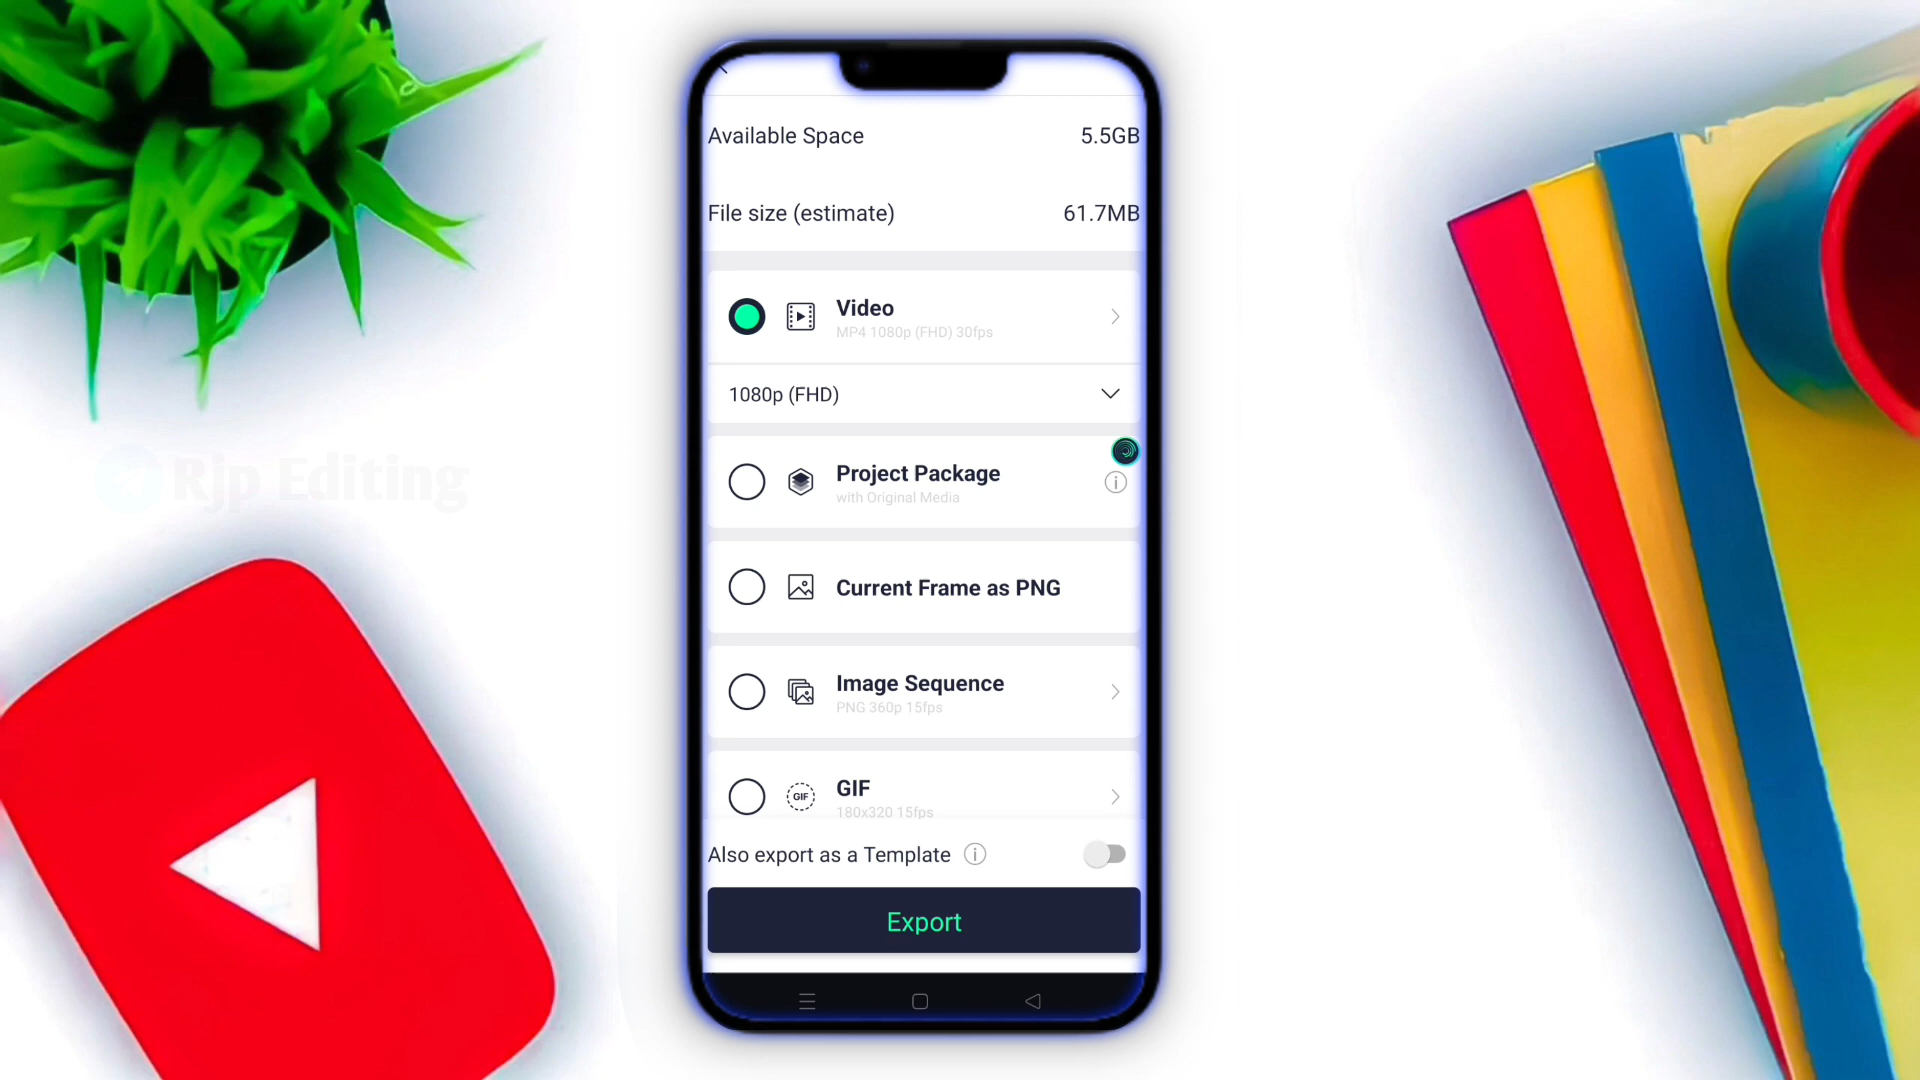 Available Space 5.5GB
File size (estimate) 61.7MB
Video
MP4 1080p (FHD) 30fps
1080p (FHD)
Rjp Editing
Project Package
with Original Media
Current Frame as PNG
Image Sequence
PNG 360p 15fps
GIF
GIF
180x320 15fps
Also export as a Template
Export